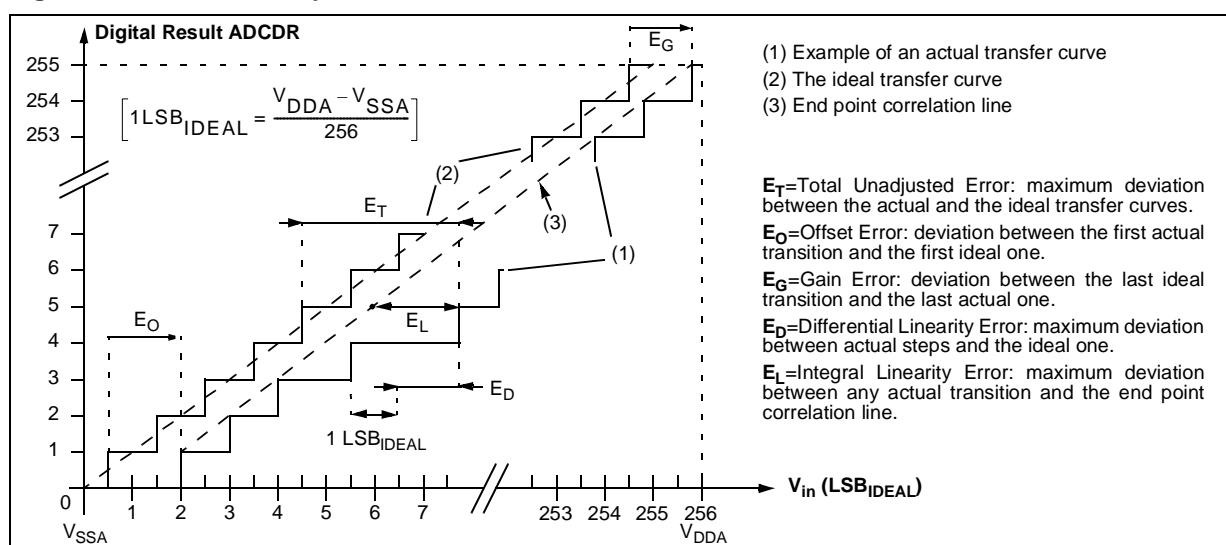 Digital Result ADCDR
E_G
255
254
253
[1LSB_IDEAL = (V_DDA – V_SSA) / 256]
(2)
(3)
E_T
(1)
7
6
5
4
3
2
1
0
E_O
E_L
E_D
1 LSB_IDEAL
1 2 3 4 5 6 7 253 254 255 256
V_in (LSB_IDEAL)
V_SSA
V_DDA
(1) Example of an actual transfer curve
(2) The ideal transfer curve
(3) End point correlation line
E_T=Total Unadjusted Error: maximum deviation
between the actual and the ideal transfer curves.
E_O=Offset Error: deviation between the first actual
transition and the first ideal one.
E_G=Gain Error: deviation between the last ideal
transition and the last actual one.
E_D=Differential Linearity Error: maximum deviation
between actual steps and the ideal one.
E_L=Integral Linearity Error: maximum deviation
between any actual transition and the end point
correlation line.